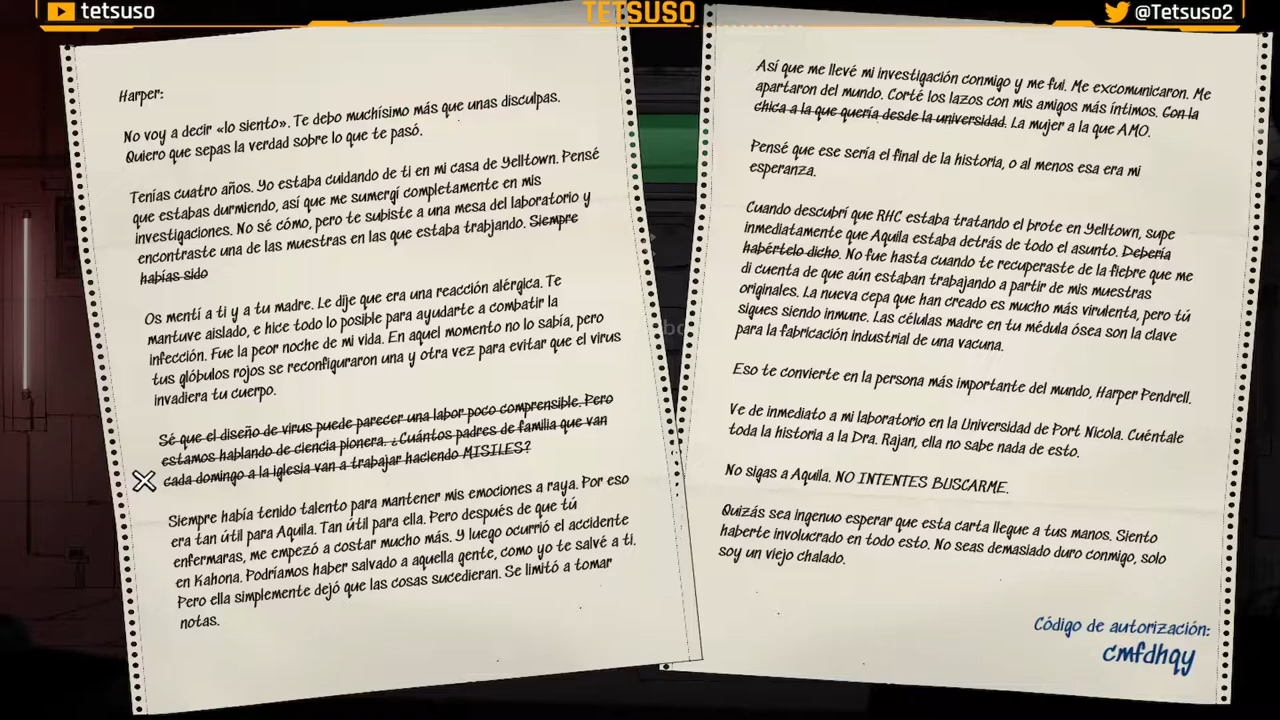 tetsuso
TETSUSO
@Tetsuso2
Harper:
No voy a decir «lo siento». Te debo muchísimo más que unas disculpas.
Quiero que sepas la verdad sobre lo que te pasó.
Tenías cuatro años. Yo estaba cuidando de ti en mi casa de Yelltown. Pensé
que estabas durmiendo, así que me sumergí completamente en mis
investigaciones. No sé cómo, pero te subiste a una mesa del laboratorio y
encontraste una de las muestras en las que estaba trabjando. Siempre
habías sido
Os mentí a ti y a tu madre. Le dije que era una reacción alérgica. Te
mantuve aislado, e hice todo lo posible para ayudarte a combatir la
infección. Fue la peor noche de mi vida. En aquel momento no lo sabía, pero
tus glóbulos rojos se reconfiguraron una y otra vez para evitar que el virus
invadiera tu cuerpo.
Sé que el diseño de virus puede parecer una labor poco comprensible. Pero
estamos hablando de ciencia pionera. ¿Cuántos padres de familia que van
cada domingo a la iglesia van a trabajar haciendo MISILES?
Siempre había tenido talento para mantener mis emociones a raya. Por eso
era tan útil para Aquila. Tan útil para ella. Pero después de que tú
enfermaras, me empezó a costar mucho más. Y luego ocurrió el accidente
en Kahona. Podríamos haber salvado a aquella gente, como yo te salvé a ti.
Pero ella simplemente dejó que las cosas sucedieran. Se limitó a tomar
notas.
Así que me llevé mi investigación conmigo y me fui. Me excomunicaron. Me
apartaron del mundo. Corté los lazos con mis amigos más íntimos. Con la
chica a la que quería desde la universidad. La mujer a la que AMO.
Pensé que ese sería el final de la historia, o al menos esa era mi
esperanza.
Cuando descubrí que RHC estaba tratando el brote en Yelltown, supe
inmediatamente que Aquila estaba detrás de todo el asunto. Debería
habértelo dicho. No fue hasta cuando te recuperaste de la fiebre que me
di cuenta de que aún estaban trabajando a partir de mis muestras
originales. La nueva cepa que han creado es mucho más virulenta, pero tú
sigues siendo inmune. Las células madre en tu médula ósea son la clave
para la fabricación industrial de una vacuna.
Eso te convierte en la persona más importante del mundo, Harper Pendrell.
Ve de inmediato a mi laboratorio en la Universidad de Port Nicola. Cuéntale
toda la historia a la Dra. Rajan, ella no sabe nada de esto.
No sigas a Aquila. NO INTENTES BUSCARME.
Quizás sea ingenuo esperar que esta carta llegue a tus manos. Siento
haberte involucrado en todo esto. No seas demasiado duro conmigo, solo
soy un viejo chalado.
Código de autorización:
cmfdhqy